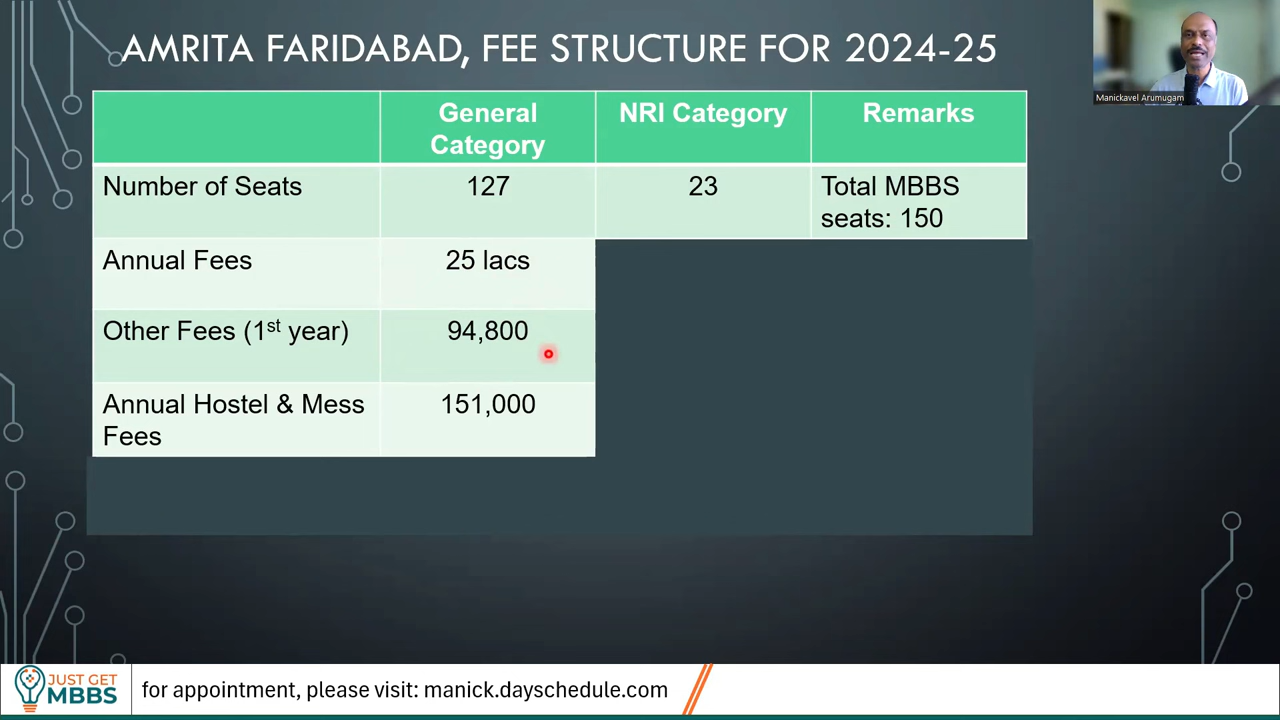 AMRITA FARIDABAD, FEE STRUCTURE FOR 2024-25
Manickavel Arumugam
General Category
NRI Category
Remarks
Number of Seats
127
23
Total MBBS
seats: 150
Annual Fees
25 lacs
Other Fees (1st year)
94,800
Annual Hostel & Mess
Fees
151,000
JUST GET
MBBS
for appointment, please visit: manick.dayschedule.com